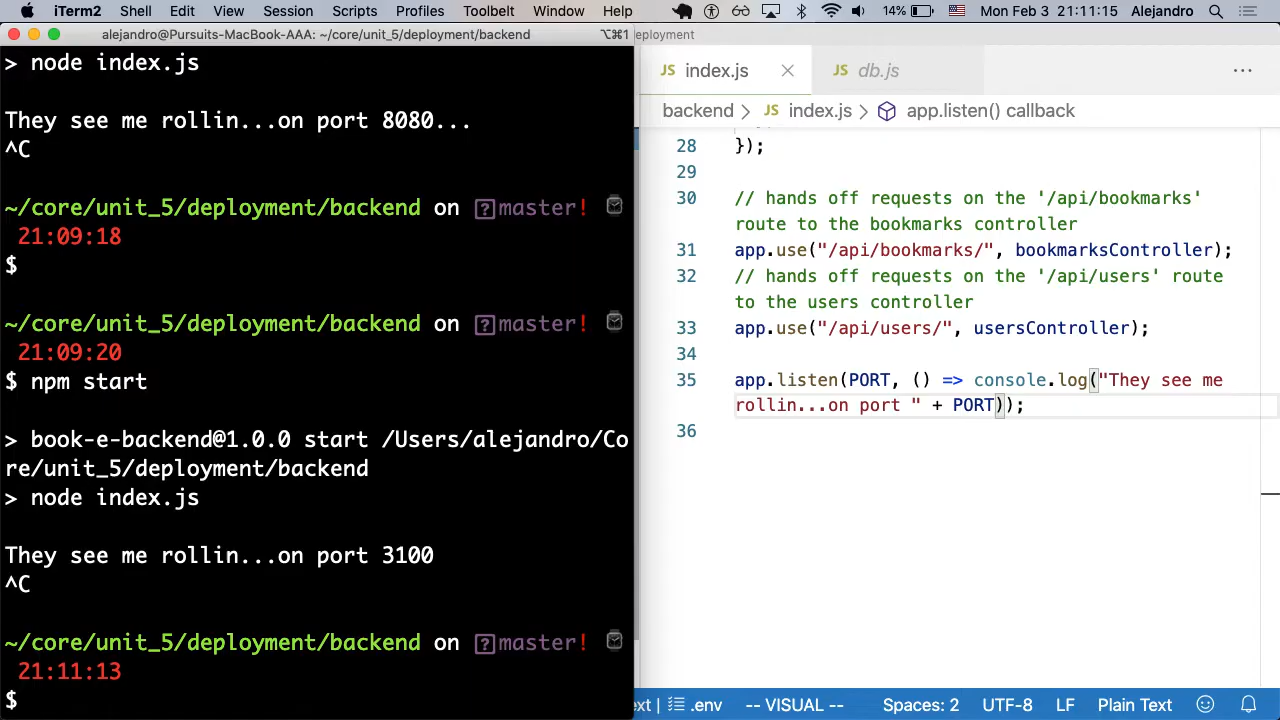 iTerm2 Shell Edit View Session Scripts Profiles Toolbelt Window Help 14% Mon Feb 3 21:11:15 Alejandro
alejandro@Pursuits-MacBook-AAA: ~/core/unit_5/deployment/backend ⌥⌘1
> node index.js
They see me rollin...on port 8080...
^C
~/core/unit_5/deployment/backend on ?master!
21:09:18
$
~/core/unit_5/deployment/backend on ?master!
21:09:20
$ npm start
> book-e-backend@1.0.0 start /Users/alejandro/Co
re/unit_5/deployment/backend
> node index.js
They see me rollin...on port 3100
^C
~/core/unit_5/deployment/backend on ?master!
21:11:13
$
deployment
JS index.js JS db.js ...
backend > JS index.js > app.listen() callback
28 });
29
30 // hands off requests on the '/api/bookmarks'
route to the bookmarks controller
31 app.use("/api/bookmarks/", bookmarksController);
32 // hands off requests on the '/api/users' route
to the users controller
33 app.use("/api/users/", usersController);
34
35 app.listen(PORT, () => console.log("They see me
rollin...on port " + PORT));
36
.env -- VISUAL -- Spaces: 2 UTF-8 LF Plain Text